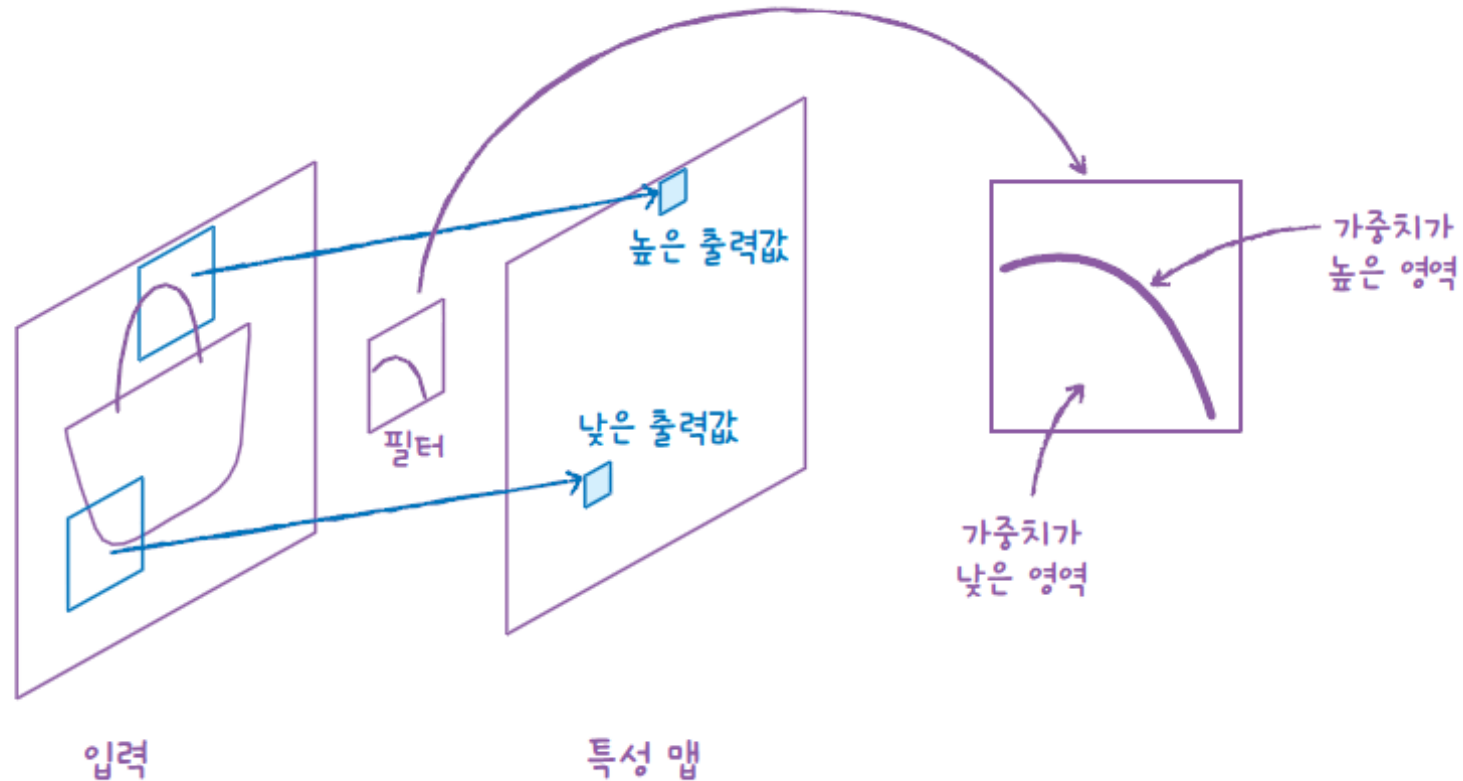 높은 출력값
가중치가
높은 영역
낮은 출력값
필터
가중치가
낮은 영역
입력
특성 맵